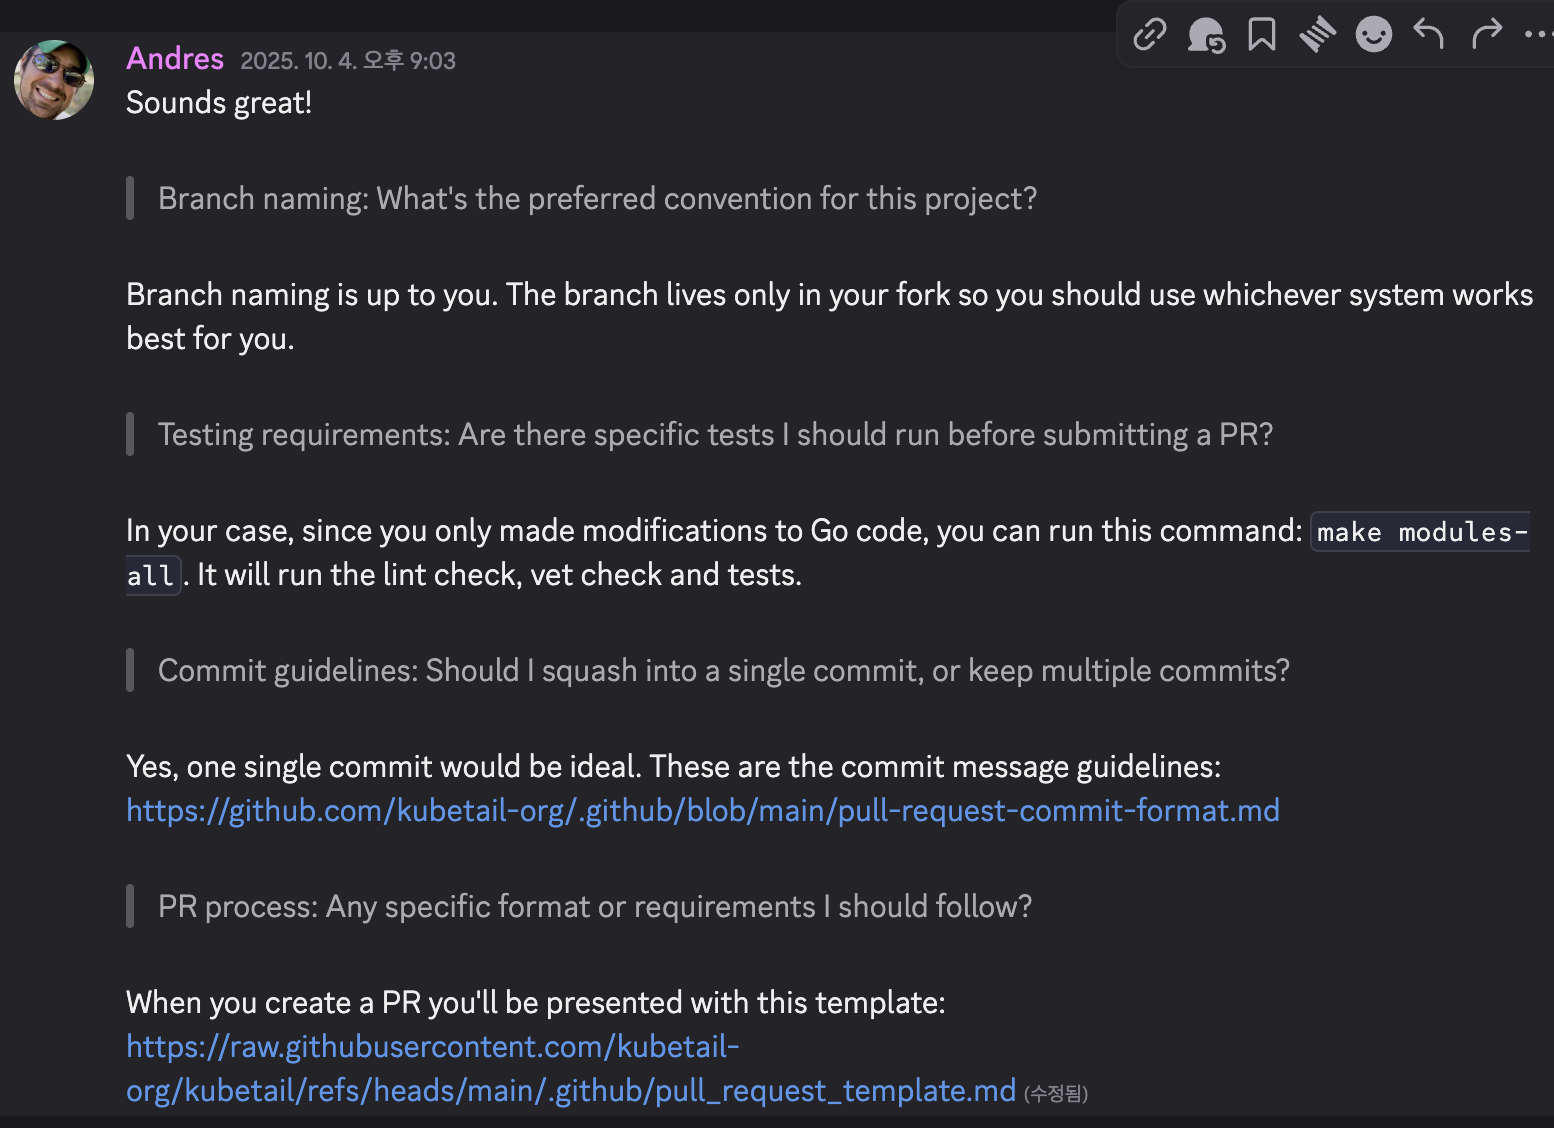 Andres 2025. 10. 4. 오후 9:03
Sounds great!
Branch naming: What's the preferred convention for this project?
Branch naming is up to you. The branch lives only in your fork so you should use whichever system works
best for you.
Testing requirements: Are there specific tests I should run before submitting a PR?
In your case, since you only made modifications to Go code, you can run this command: make modules-
all. It will run the lint check, vet check and tests.
Commit guidelines: Should I squash into a single commit, or keep multiple commits?
Yes, one single commit would be ideal. These are the commit message guidelines:
https://github.com/kubetail-org/.github/blob/main/pull-request-commit-format.md
PR process: Any specific format or requirements I should follow?
When you create a PR you'll be presented with this template:
https://raw.githubusercontent.com/kubetail-
org/kubetail/refs/heads/main/.github/pull_request_template.md (수정됨)